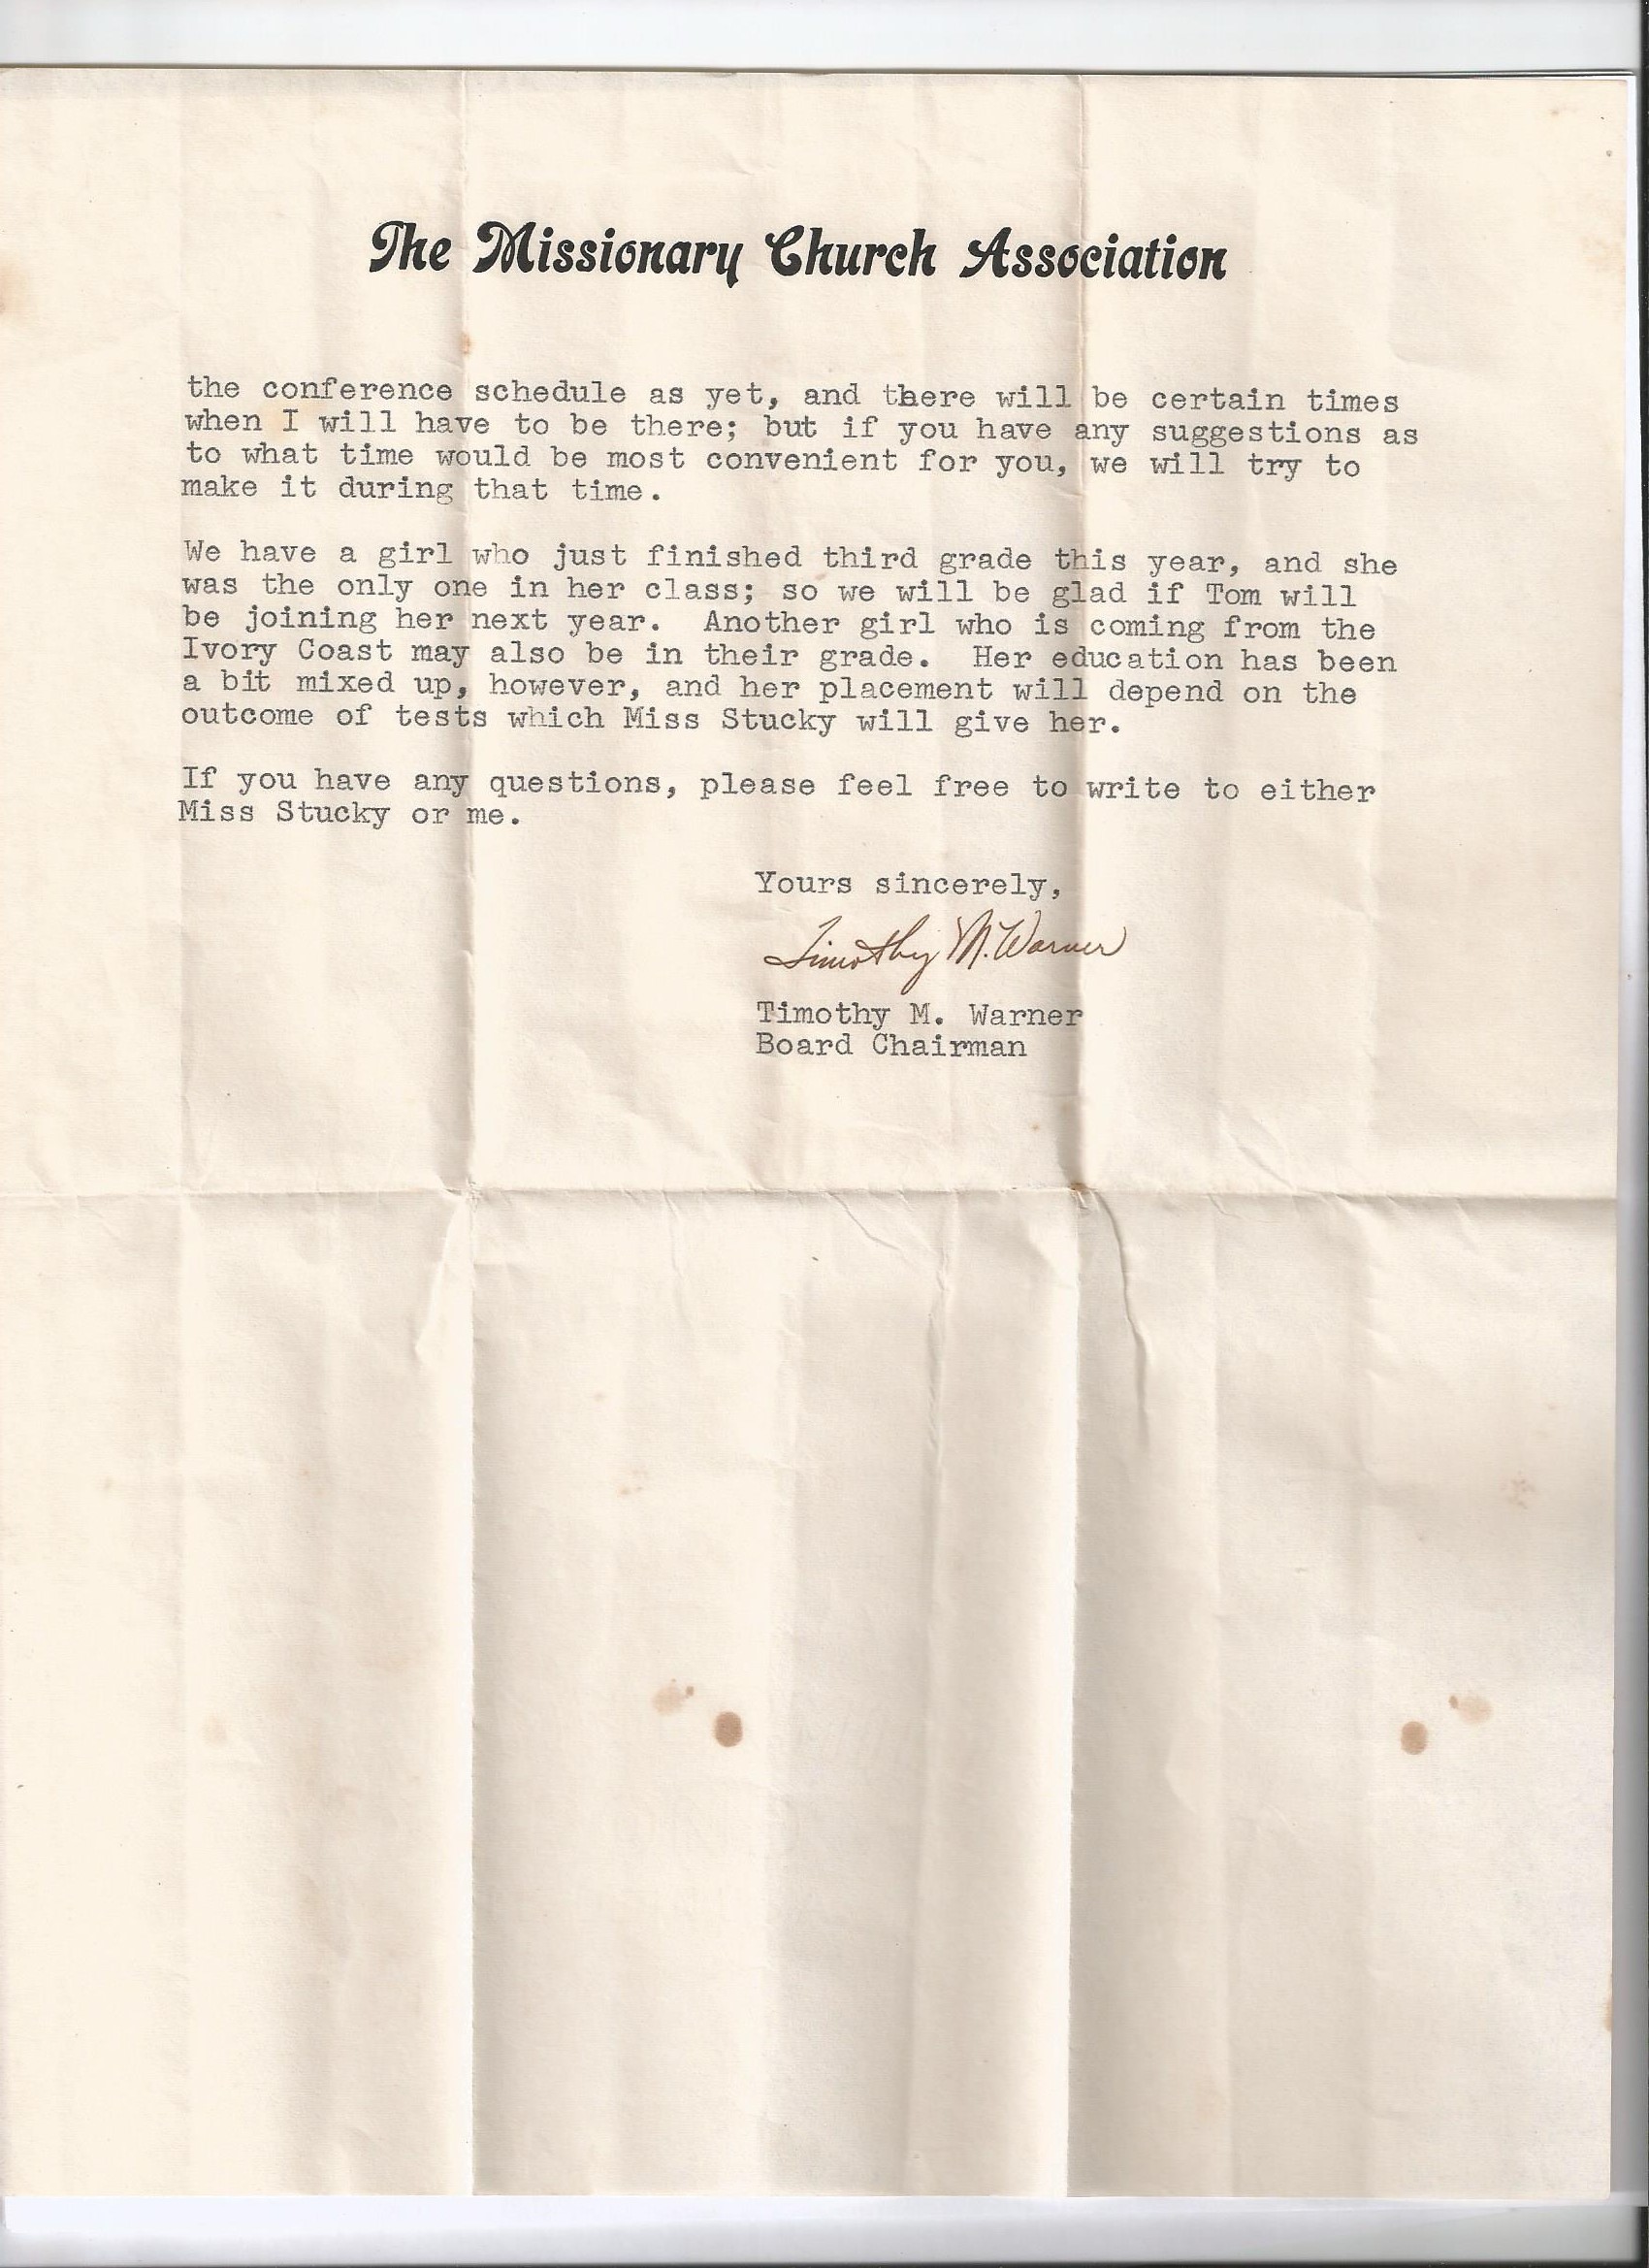 The Missionary Church Association
the conference schedule as yet, and there will be certain times
when I will have to be there; but if you have any suggestions as
to what time would be most convenient for you, we will try to
make it during that time.
We have a girl who just finished third grade this year, and she
was the only one in her class; so we will be glad if Tom will
be joining her next year. Another girl who is coming from the
Ivory Coast may also be in their grade. Her education has been
a bit mixed up, however, and her placement will depend on the
outcome of tests which Miss Stucky will give her.
If you have any questions, please feel free to write to either
Miss Stucky or me.
Yours sincerely,
Timothy M. Warner
Timothy M. Warner
Board Chairman